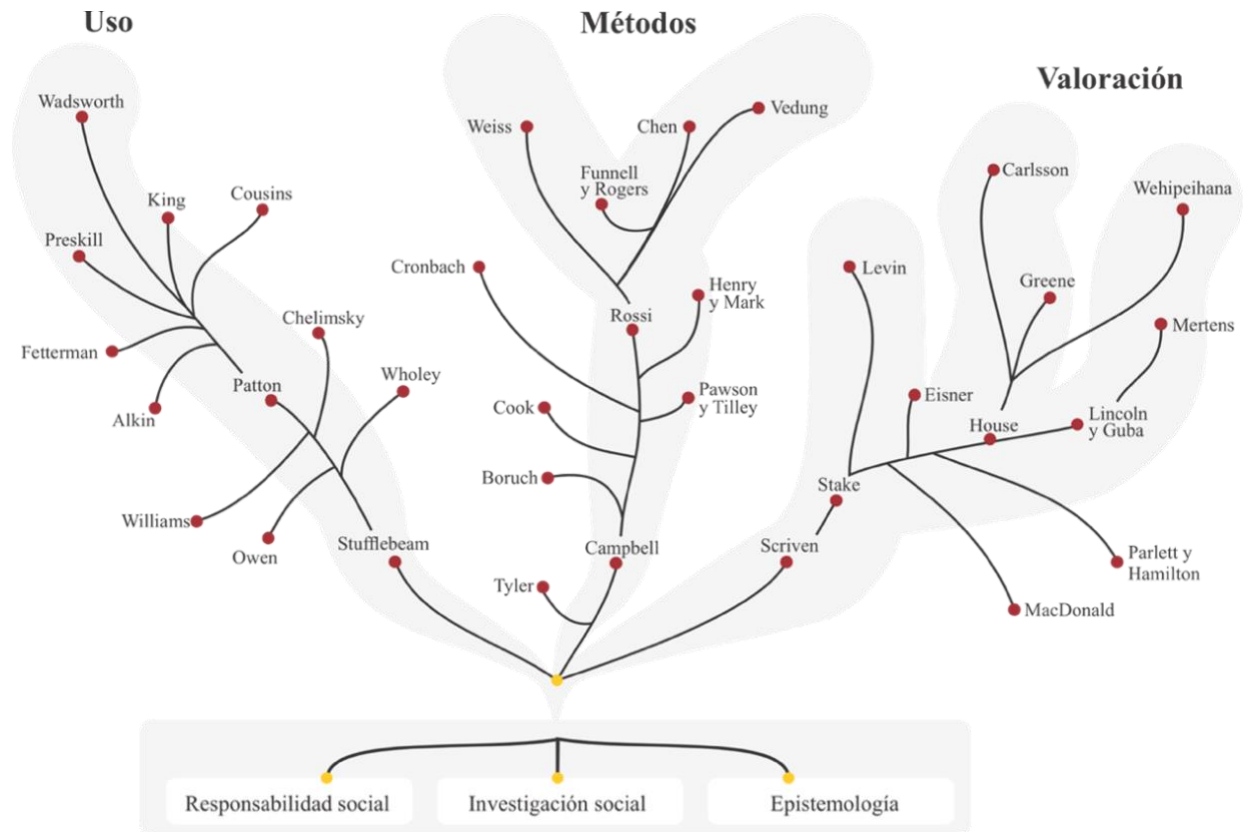 Uso
Métodos
Valoración
Wadsworth
King
Cousins
Preskill
Chelimsky
Fetterman
Wholey
Patton
Alkin
Williams
Owen
Stufflebeam
Weiss
Chen
Vedung
Funnell
y Rogers
Cronbach
Henry
y Mark
Rossi
Pawson
y Tilley
Cook
Boruch
Campbell
Tyler
Carlsson
Wehipeihana
Levin
Greene
Mertens
Eisner
House
Lincoln
y Guba
Stake
Scriven
Parlett y
Hamilton
MacDonald
Responsabilidad social
Investigación social
Epistemología